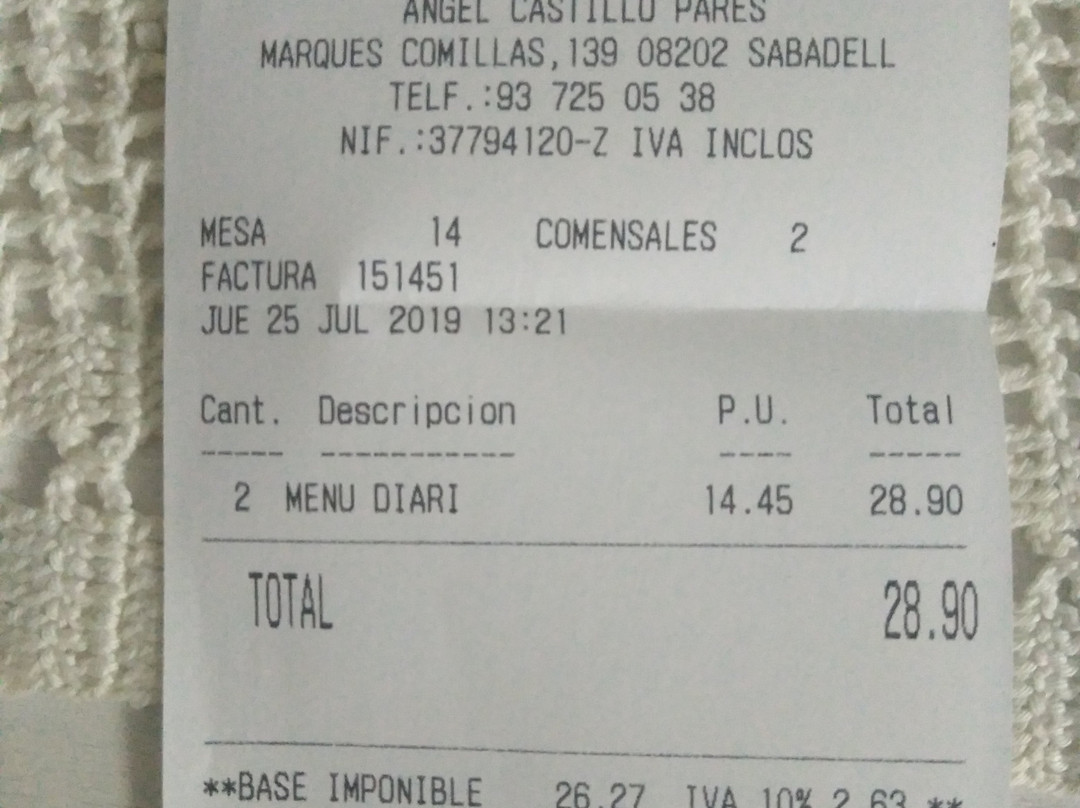 ANGEL CASTILLO PARES
MARQUES COMILLAS,139 08202 SABADELL
TELF.:93 725 05 38
NIF.:37794120-Z IVA INCLOS
MESA 14 COMENSALES 2
FACTURA 151451
JUE 25 JUL 2019 13:21
Cant. Descripcion P.U. Total
----- ----------- ---- -----
2 MENU DIARI 14.45 28.90
TOTAL 28.90
**BASE IMPONIBLE 26.27 IVA 10% 2.63 **